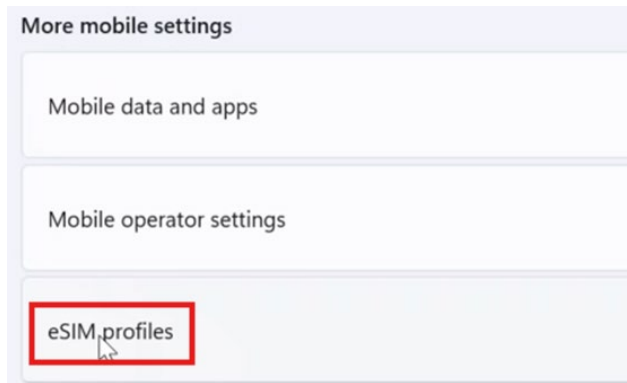 More mobile settings
Mobile data and apps
Mobile operator settings
eSIM profiles